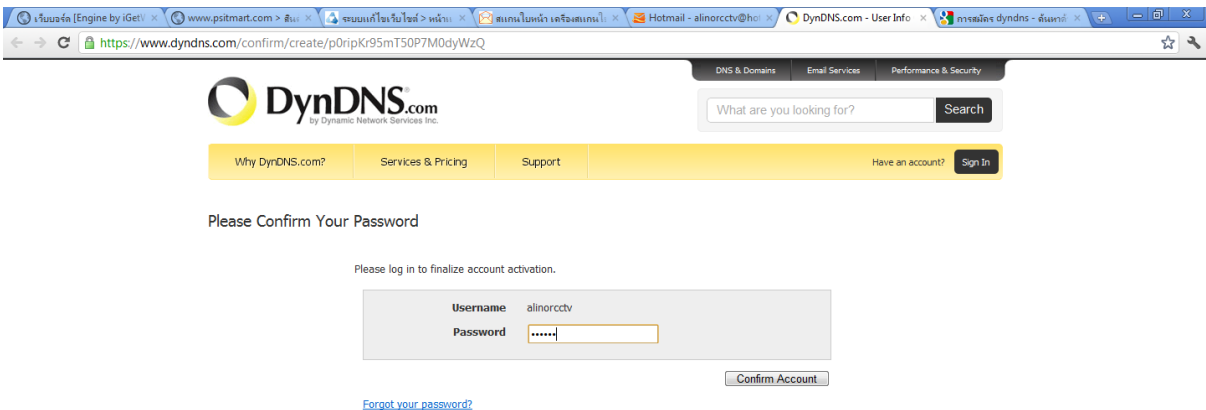 เว็บบอร์ด [Engine by iGetV
www.psitmart.com > สิน
ระบบแก้ไขเว็บไซต์ > หน้า
สแกนใบหน้า เครื่องสแกน
Hotmail - alinorcctv@ho
DynDNS.com - User Info
การสมัคร dyndns - ค้นหาด้
https://www.dyndns.com/confirm/create/p0ripKr95mT50P7M0dyWzQ
DNS & Domains Email Services Performance & Security
DynDNS.com
by Dynamic Network Services Inc.
What are you looking for? Search
Why DynDNS.com? Services & Pricing Support Have an account? Sign In
Please Confirm Your Password
Please log in to finalize account activation.
Username alinorcctv
Password ••••••
Confirm Account
Forgot your password?